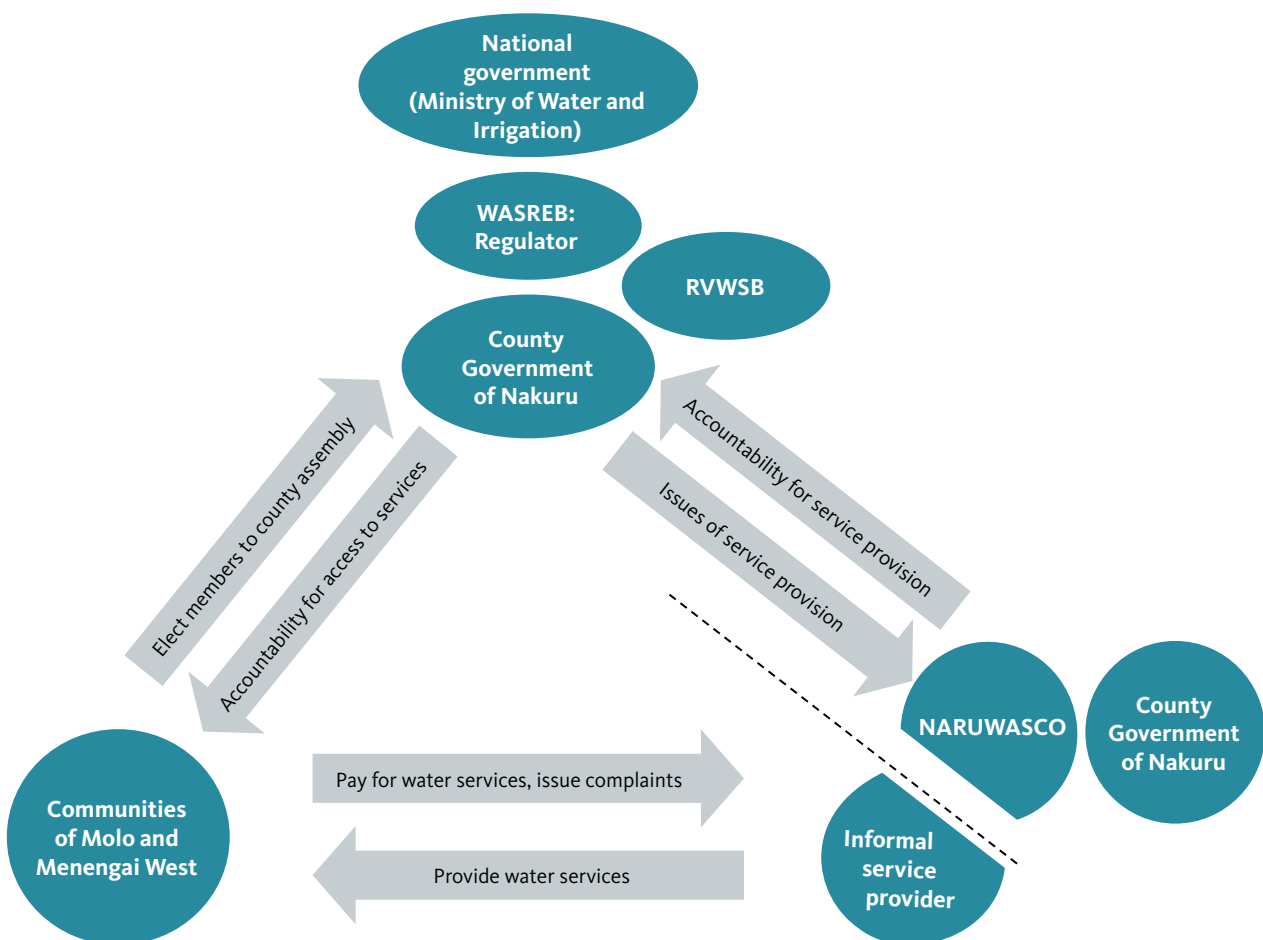 National
government
(Ministry of Water and
Irrigation)
WASREB:
Regulator
RVWSB
County
Government
of Nakuru
Elect members to county assembly
Accountability for access to services
Accountability for service provision
Issues of service provision
NARUWASCO
County
Government
of Nakuru
Pay for water services, issue complaints
Communities
of Molo and
Menengai West
Provide water services
Informal
service
provider